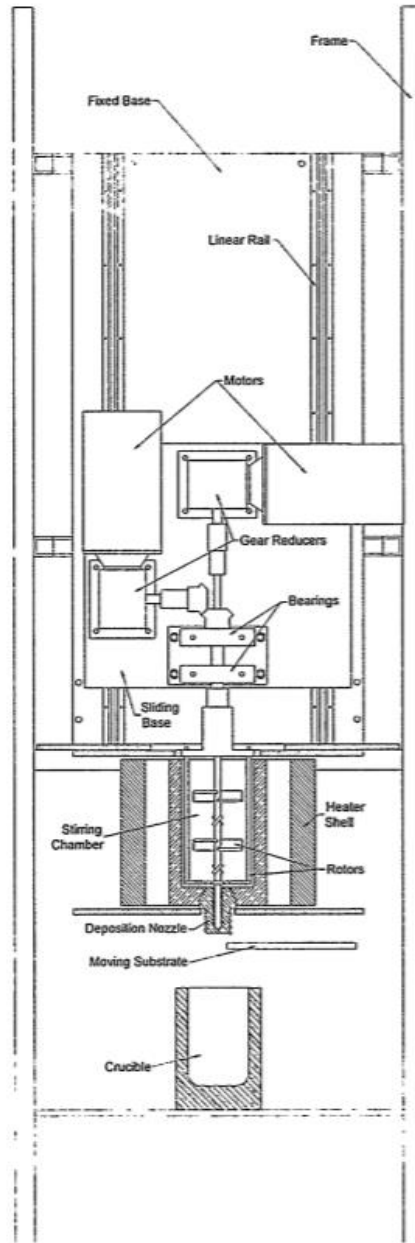 Frame
Fixed Base
Linear Rail
Motors
Gear Reducers
Bearings
Sliding
Base
Stirring
Chamber
Heater
Shell
Rotors
Deposition Nozzle
Moving Substrate
Crucible